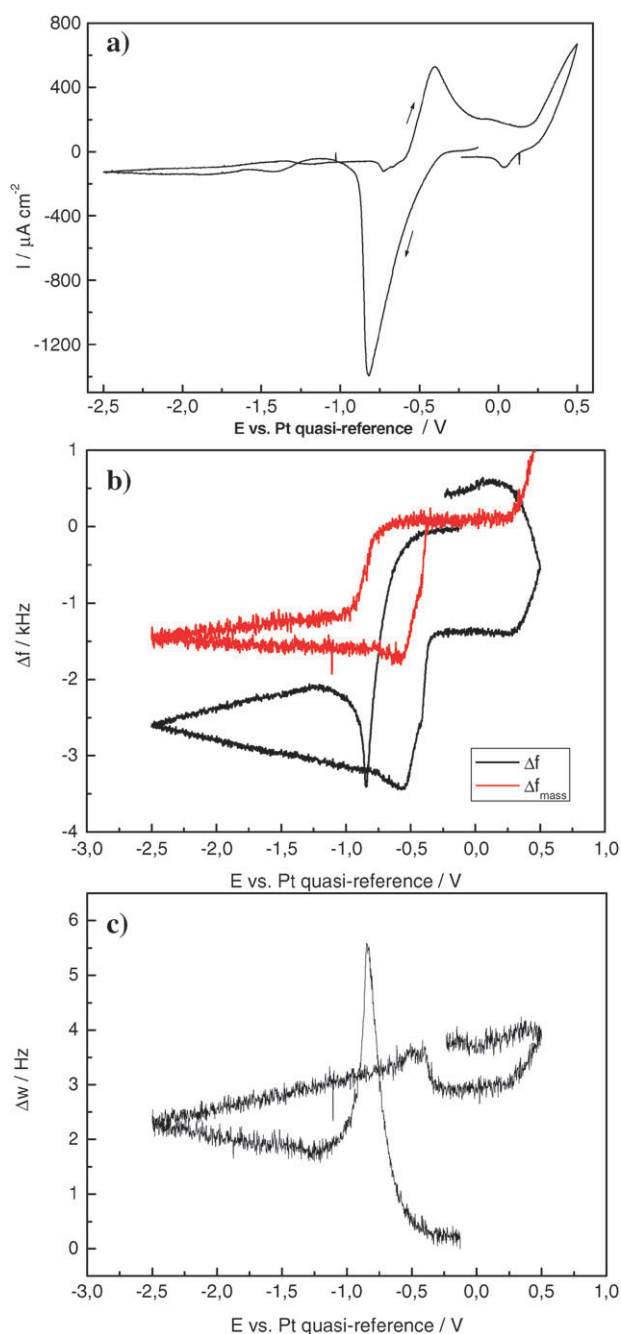 a)
800
400
0
-400
-800
-1200
I / µA cm-2
-2,5 -2,0 -1,5 -1,0 -0,5 0,0 0,5
E vs. Pt quasi-reference / V
b)
1
0
-1
-2
-3
-4
Δf / kHz
Δf
Δfmass
-3,0 -2,5 -2,0 -1,5 -1,0 -0,5 0,0 0,5 1,0
E vs. Pt quasi-reference / V
c)
6
5
4
3
2
1
0
Δw / Hz
-3,0 -2,5 -2,0 -1,5 -1,0 -0,5 0,0 0,5 1,0
E vs. Pt quasi-reference / V